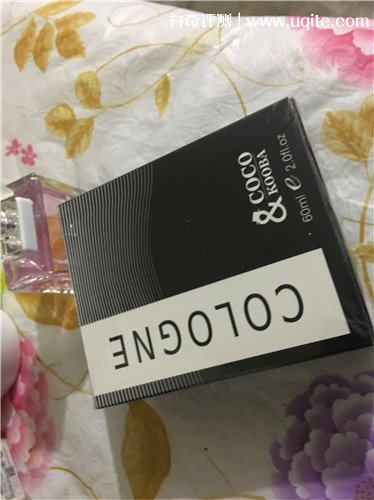 有奇评测 | www.uqite.com
COLOGNE
&COCO
KOOBA
60ml e 2.0fl.oz